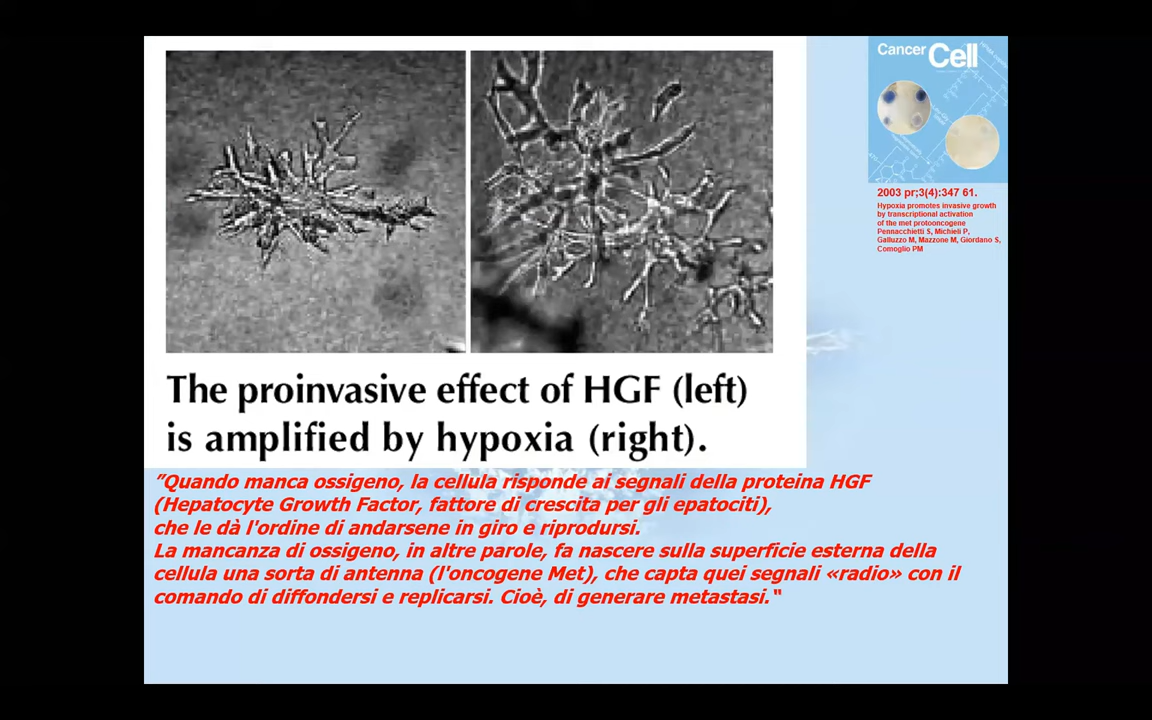 Cancer
Cell
2003 pr;3(4):347 61.
Hypoxia promotes invasive growth
by transcriptional activation
of the met protooncogene
Pennacchietti S, Michieli P,
Galluzzo M, Mazzone M, Giordano S,
Comoglio PM
The proinvasive effect of HGF (left)
is amplified by hypoxia (right).
”Quando manca ossigeno, la cellula risponde ai segnali della proteina HGF
(Hepatocyte Growth Factor, fattore di crescita per gli epatociti),
che le dà l'ordine di andarsene in giro e riprodursi.
La mancanza di ossigeno, in altre parole, fa nascere sulla superficie esterna della
cellula una sorta di antenna (l'oncogene Met), che capta quei segnali «radio» con il
comando di diffondersi e replicarsi. Cioè, di generare metastasi."